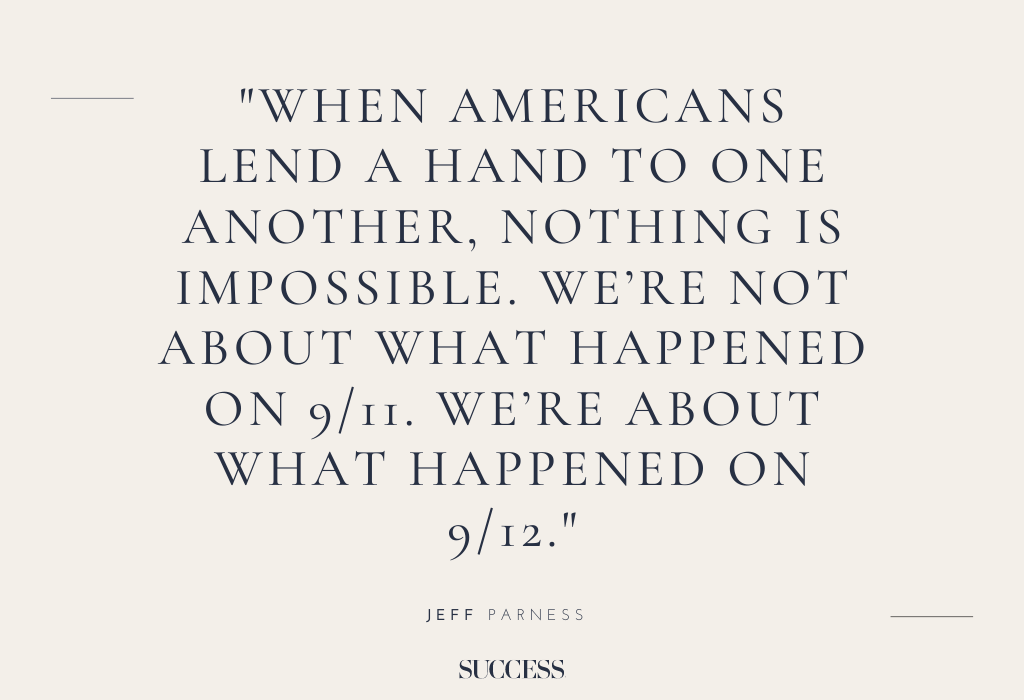 "WHEN AMERICANS
LEND A HAND TO ONE
ANOTHER, NOTHING IS
IMPOSSIBLE. WE’RE NOT
ABOUT WHAT HAPPENED
ON 9/11. WE’RE ABOUT
WHAT HAPPENED ON
9/12."
JEFF PARNESS
SUCCESS